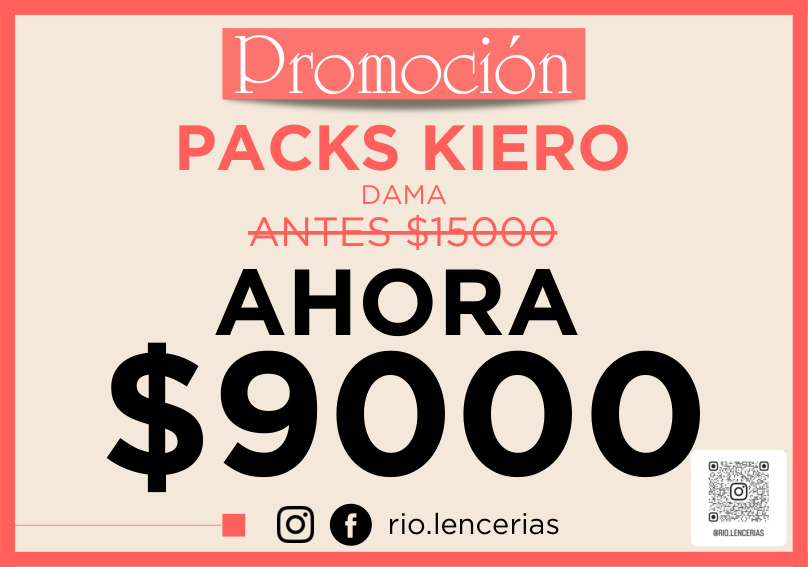 Promoción
PACKS KIERO
DAMA
ANTES $15000
AHORA
$9000
rio.lencerias
@RIO.LENCERIAS